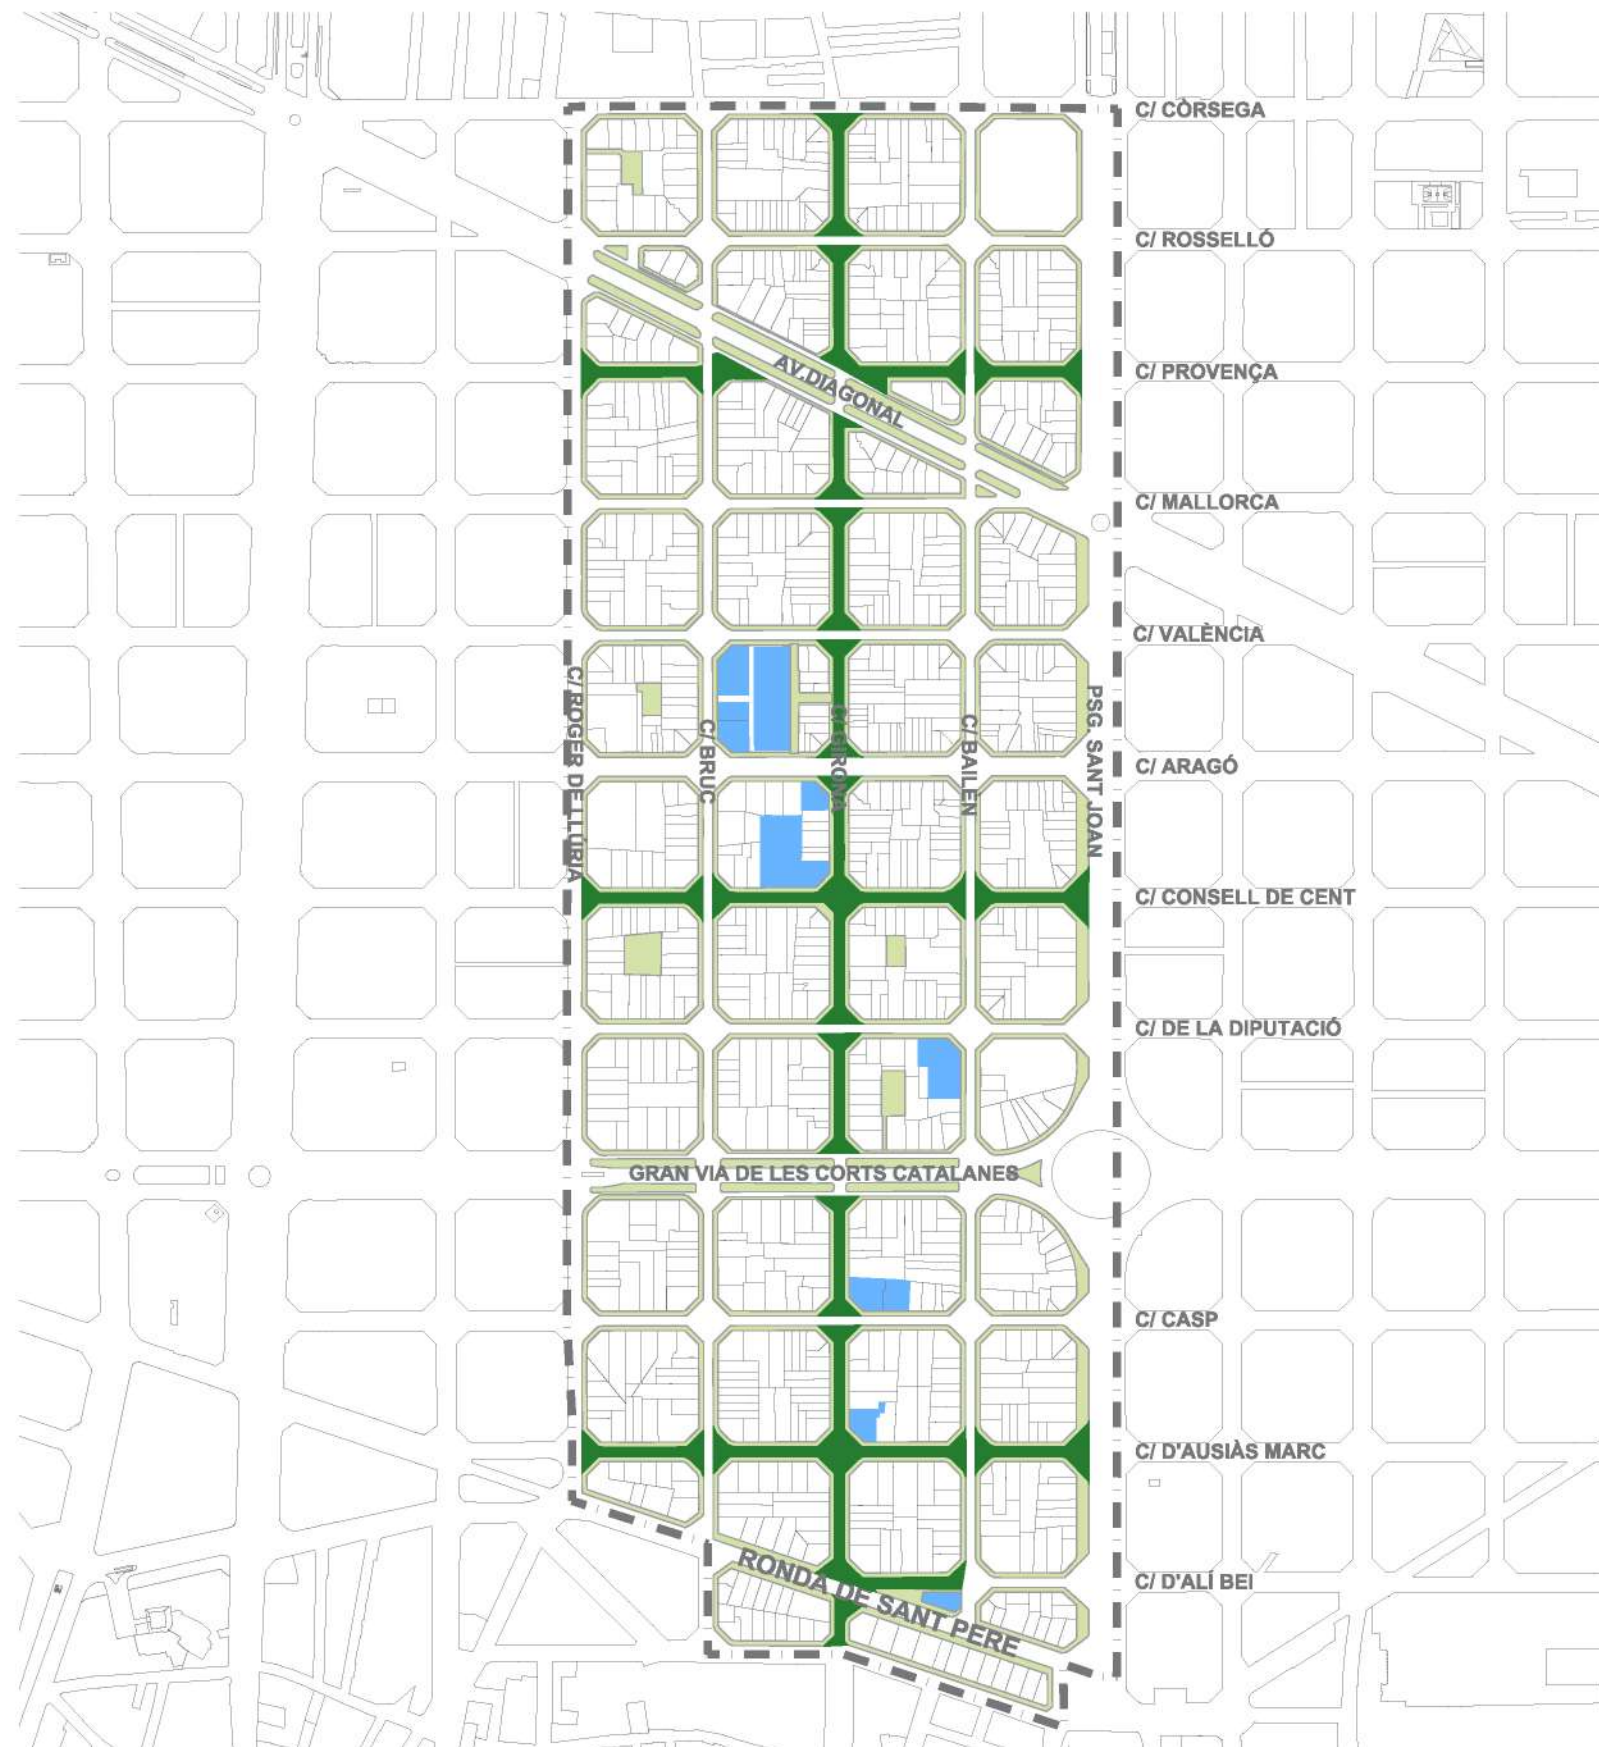 C/ CÒRSEGA
C/ ROSSELLÓ
C/ PROVENÇA
AV.DIAGONAL
C/ MALLORCA
C/ VALÈNCIA
C/ ROGER DE LLÚRIA
C/ BRUC
C/ GIRONA
C/ BAILÈN
PSG. SANT JOAN
C/ ARAGÓ
C/ CONSELL DE CENT
C/ DE LA DIPUTACIÓ
GRAN VIA DE LES CORTS CATALANES
C/ CASP
C/ D'AUSIÀS MARC
RONDA DE SANT PERE
C/ D'ALÍ BEI